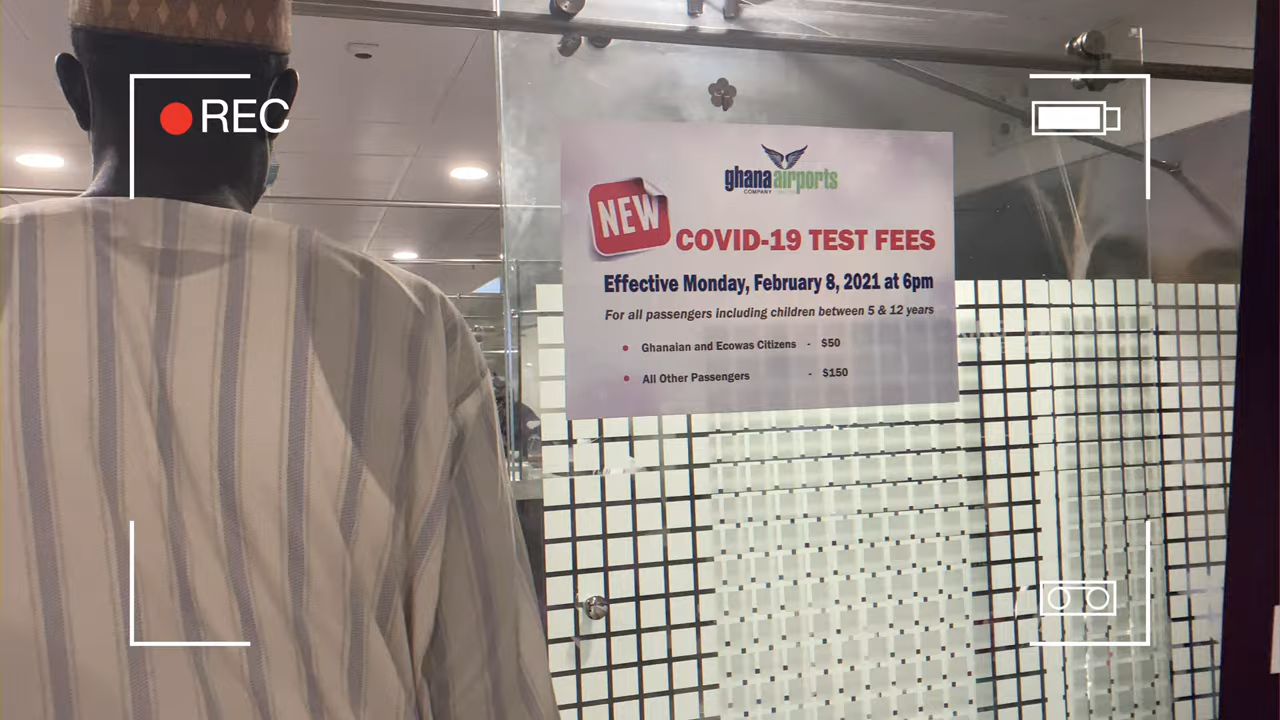 REC
ghana airports
COMPANY
NEW
COVID-19 TEST FEES
Effective Monday, February 8, 2021 at 6pm
For all passengers including children between 5 & 12 years
Ghanaian and Ecowas Citizens - $50
All Other Passengers - $150